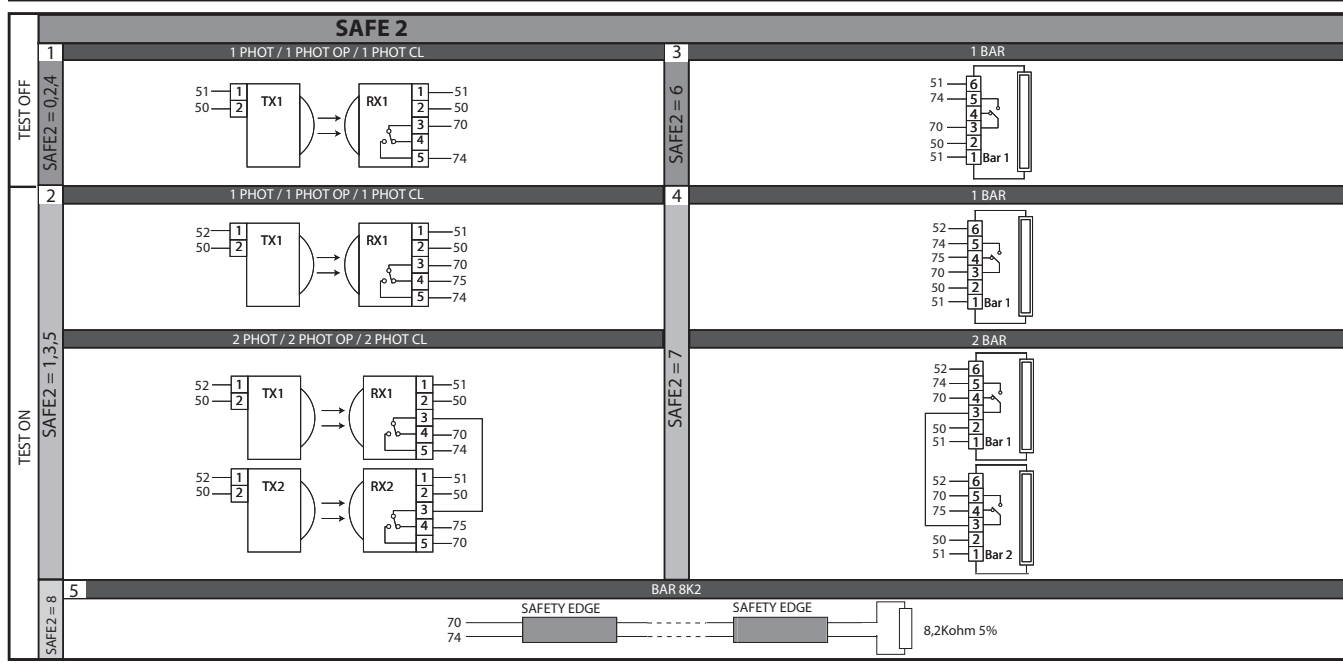 SAFE 2
TEST OFF
1
1 PHOT / 1 PHOT OP / 1 PHOT CL
SAFE2 = 0,2,4
51 1
50 2
TX1
RX1
1 51
2 50
3 70
4
5 74
3
1 BAR
SAFE2 = 6
51 6
74 5
4
70 3
50 2
51 1 Bar 1
TEST ON
2
1 PHOT / 1 PHOT OP / 1 PHOT CL
SAFE2 = 1,3,5
52 1
50 2
TX1
RX1
1 51
2 50
3 70
4 75
5 74
2 PHOT / 2 PHOT OP / 2 PHOT CL
52 1
50 2
TX1
RX1
1 51
2 50
3
4 70
5 74
52 1
50 2
TX2
RX2
1 51
2 50
3
4 75
5 70
4
1 BAR
SAFE2 = 7
52 6
74 5
75 4
70 3
50 2
51 1 Bar 1
2 BAR
52 6
74 5
70 4
3
50 2
51 1 Bar 1
52 6
70 5
75 4
3
50 2
51 1 Bar 2
SAFE2 = 8
5
BAR 8K2
70
74
SAFETY EDGE
SAFETY EDGE
8,2Kohm 5%